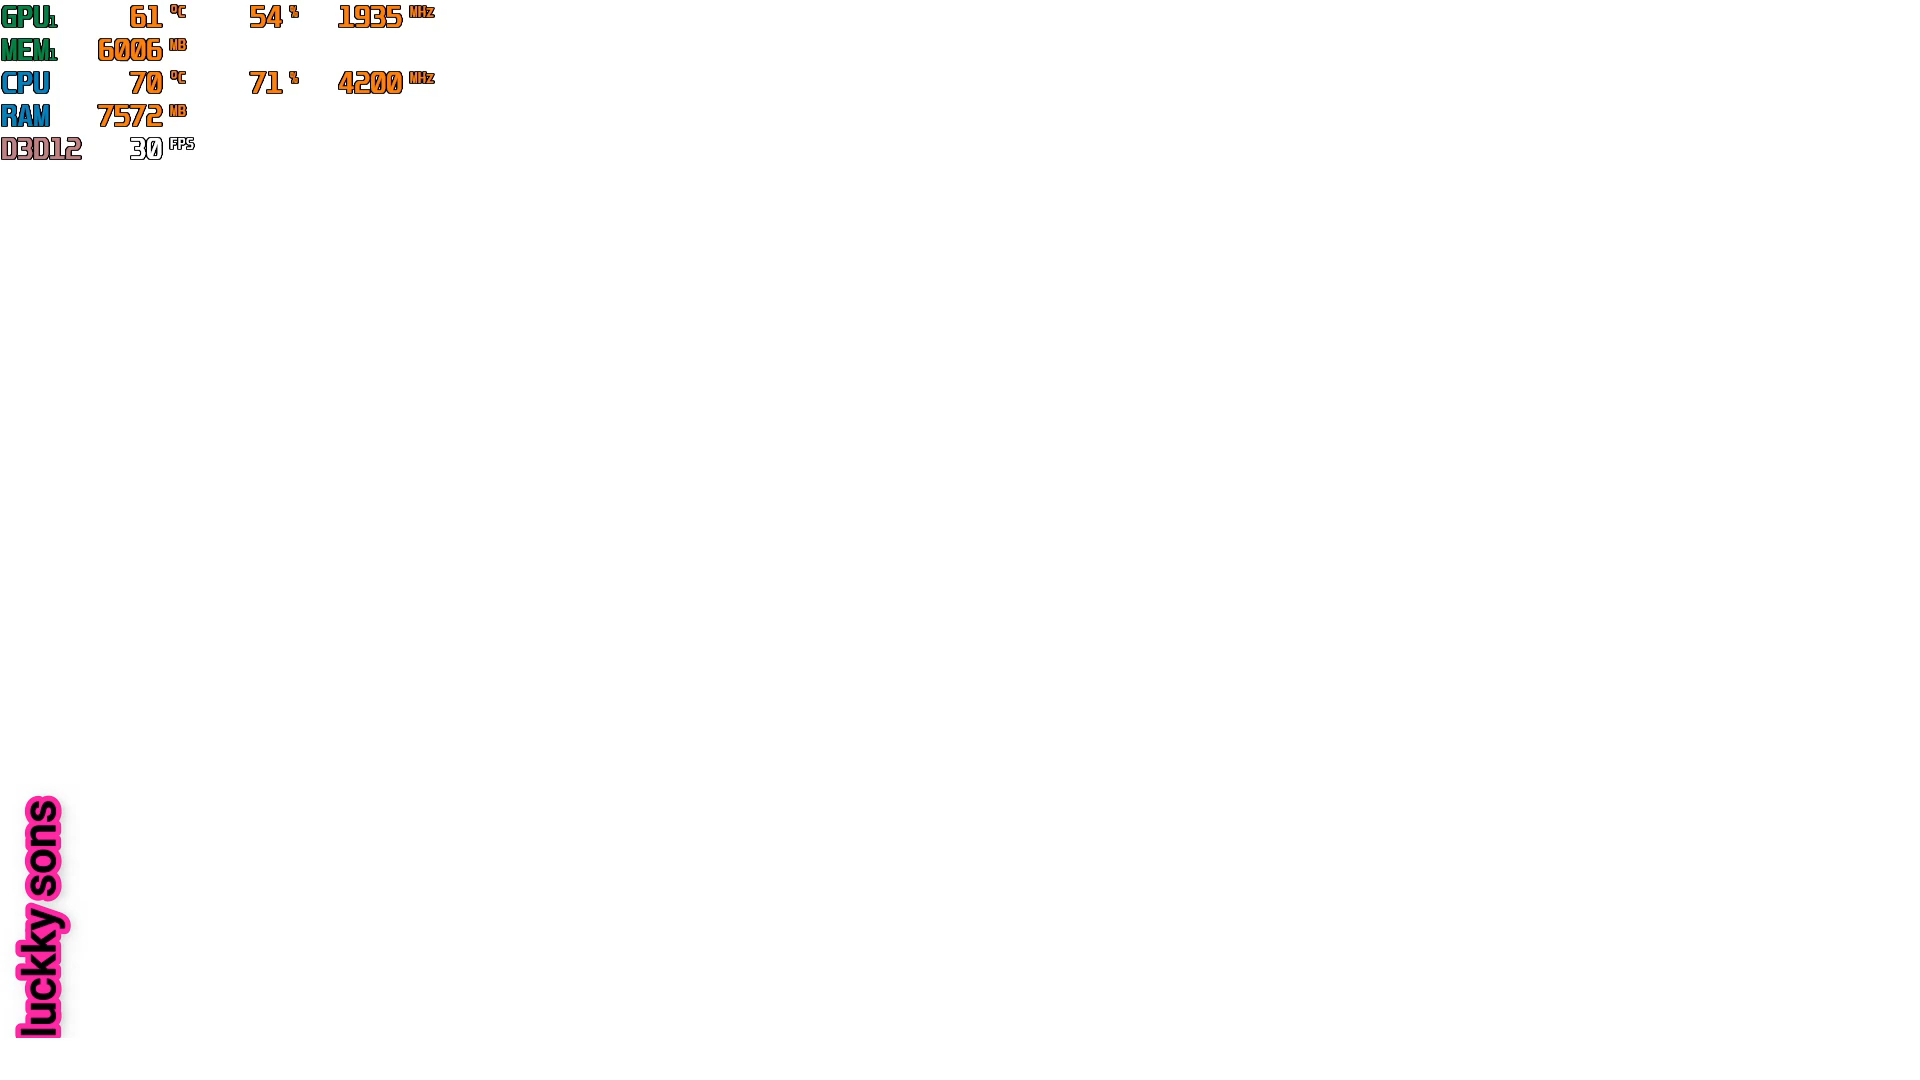 GPU1 61 °C 54 % 1935 MHz
MEM1 6006 MB
CPU 70 °C 71 % 4200 MHz
RAM 7572 MB
D3D12 30 FPS
luckky sons